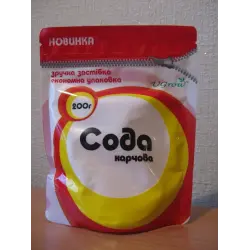 НОВИНКА
зручна застібка
економна упаковка
200г
Сода
харчова